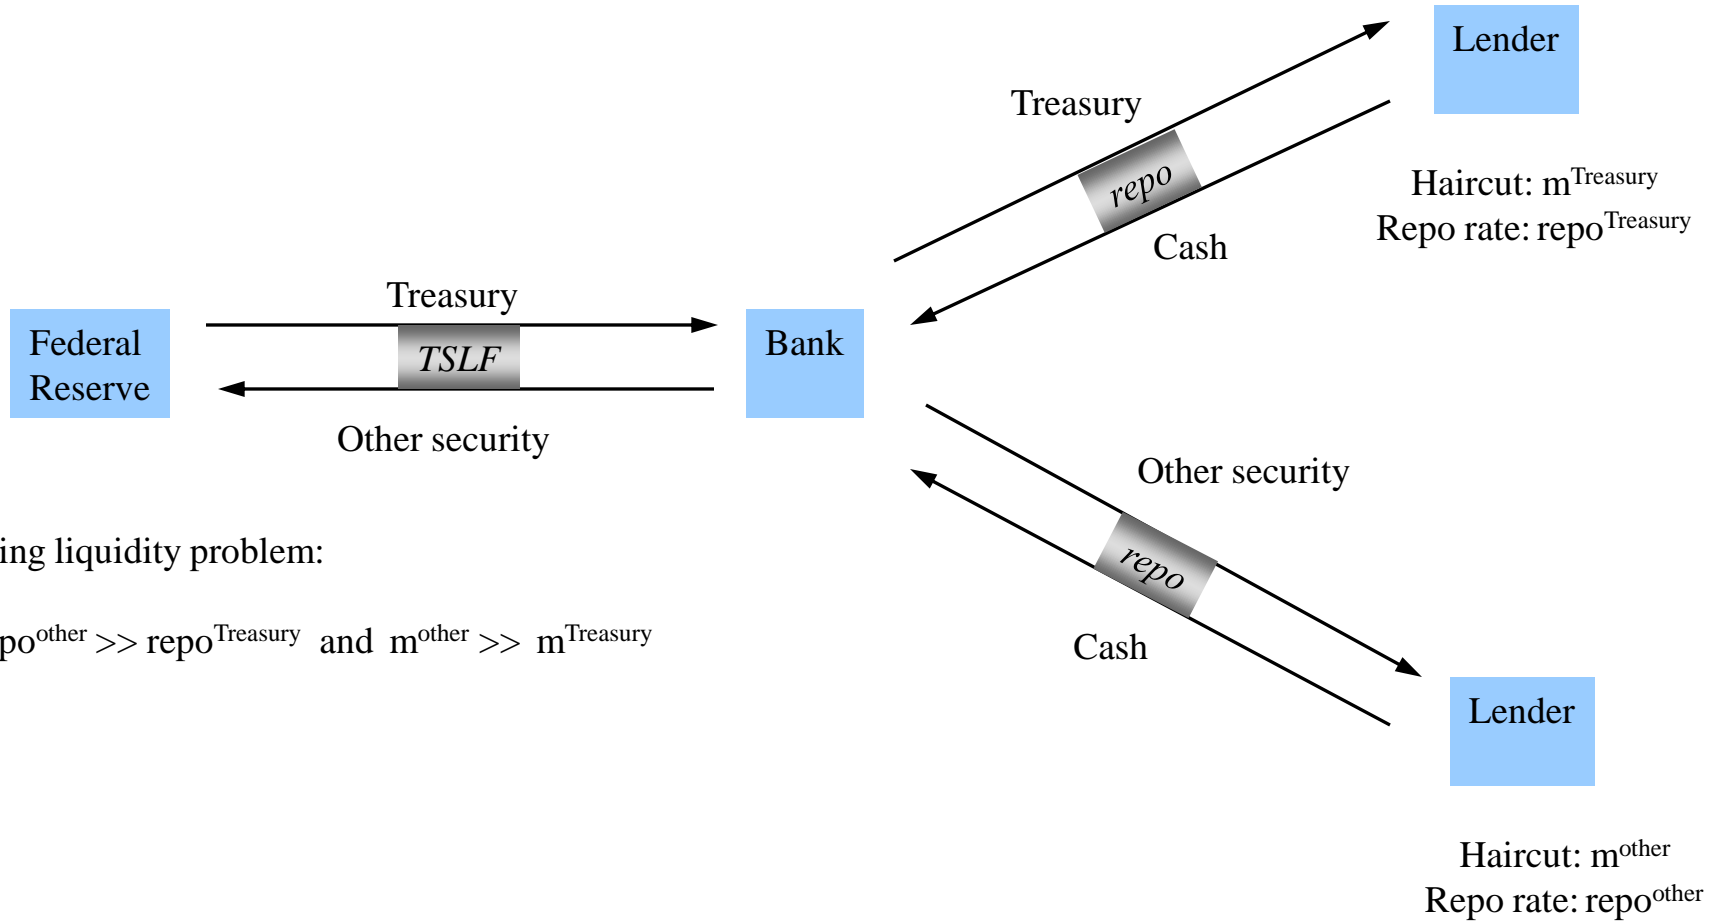 Lender
Treasury
repo
Haircut: m^Treasury
Repo rate: repo^Treasury
Cash
Treasury
Federal
Reserve
TSLF
Bank
Other security
Other security
ing liquidity problem:
repo
po^other >> repo^Treasury and m^other >> m^Treasury
Cash
Lender
Haircut: m^other
Repo rate: repo^other